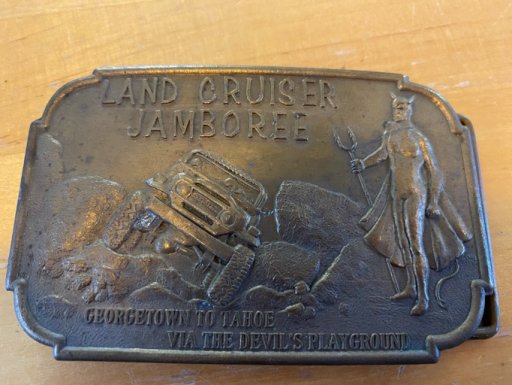 LAND CRUISER
JAMBOREE
GEORGETOWN TO TAHOE
VIA THE DEVIL'S PLAYGROUND